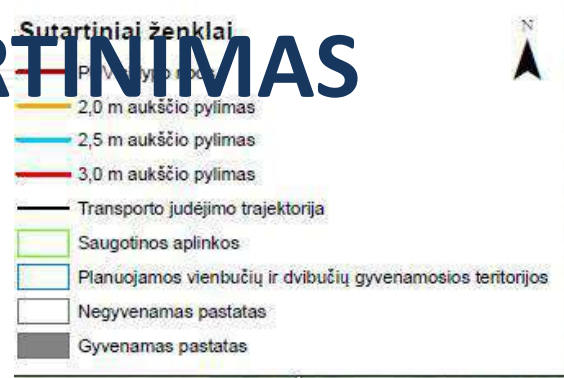 Sutartiniai ženklai
N
RTINIMAS
2,0 m aukščio pylimas
2,5 m aukščio pylimas
3,0 m aukščio pylimas
Transporto judėjimo trajektorija
Saugotinos aplinkos
Planuojamos vienbučių ir dvibučių gyvenamosios teritorijos
Negyvenamas pastatas
Gyvenamas pastatas